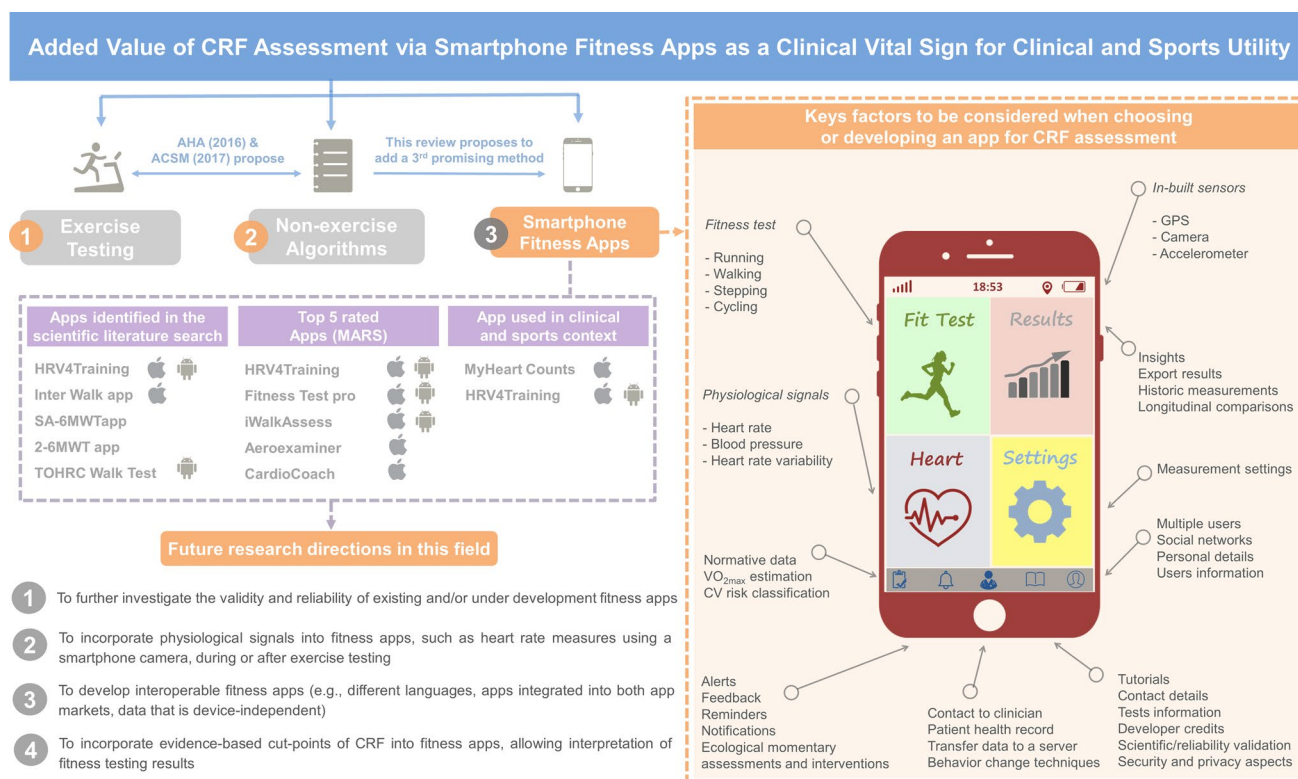 Added Value of CRF Assessment via Smartphone Fitness Apps as a Clinical Vital Sign for Clinical and Sports Utility
AHA (2016) &
ACSM (2017) propose
This review proposes to
add a 3rd promising method
1
Exercise
Testing
2
Non-exercise
Algorithms
3
Smartphone
Fitness Apps
Apps identified in the
scientific literature search
HRV4Training
Inter Walk app
SA-6MWTapp
2-6MWT app
TOHRC Walk Test
Top 5 rated
Apps (MARS)
HRV4Training
Fitness Test pro
iWalkAssess
Aeroexaminer
CardioCoach
App used in clinical
and sports context
MyHeart Counts
HRV4Training
Future research directions in this field
1
To further investigate the validity and reliability of existing and/or under development fitness apps
2
To incorporate physiological signals into fitness apps, such as heart rate measures using a
smartphone camera, during or after exercise testing
3
To develop interoperable fitness apps (e.g., different languages, apps integrated into both app
markets, data that is device-independent)
4
To incorporate evidence-based cut-points of CRF into fitness apps, allowing interpretation of
fitness testing results
Keys factors to be considered when choosing
or developing an app for CRF assessment
Fitness test
- Running
- Walking
- Stepping
- Cycling
Physiological signals
- Heart rate
- Blood pressure
- Heart rate variability
Normative data
VO2max estimation
CV risk classification
Alerts
Feedback
Reminders
Notifications
Ecological momentary
assessments and interventions
18:53
Fit Test
Results
Heart
Settings
In-built sensors
- GPS
- Camera
- Accelerometer
Insights
Export results
Historic measurements
Longitudinal comparisons
Measurement settings
Multiple users
Social networks
Personal details
Users information
Contact to clinician
Patient health record
Transfer data to a server
Behavior change techniques
Tutorials
Contact details
Tests information
Developer credits
Scientific/reliability validation
Security and privacy aspects